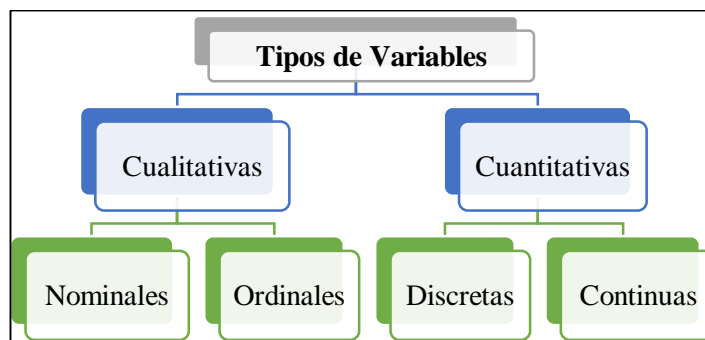 Tipos de Variables
Cualitativas
Cuantitativas
Nominales
Ordinales
Discretas
Continuas